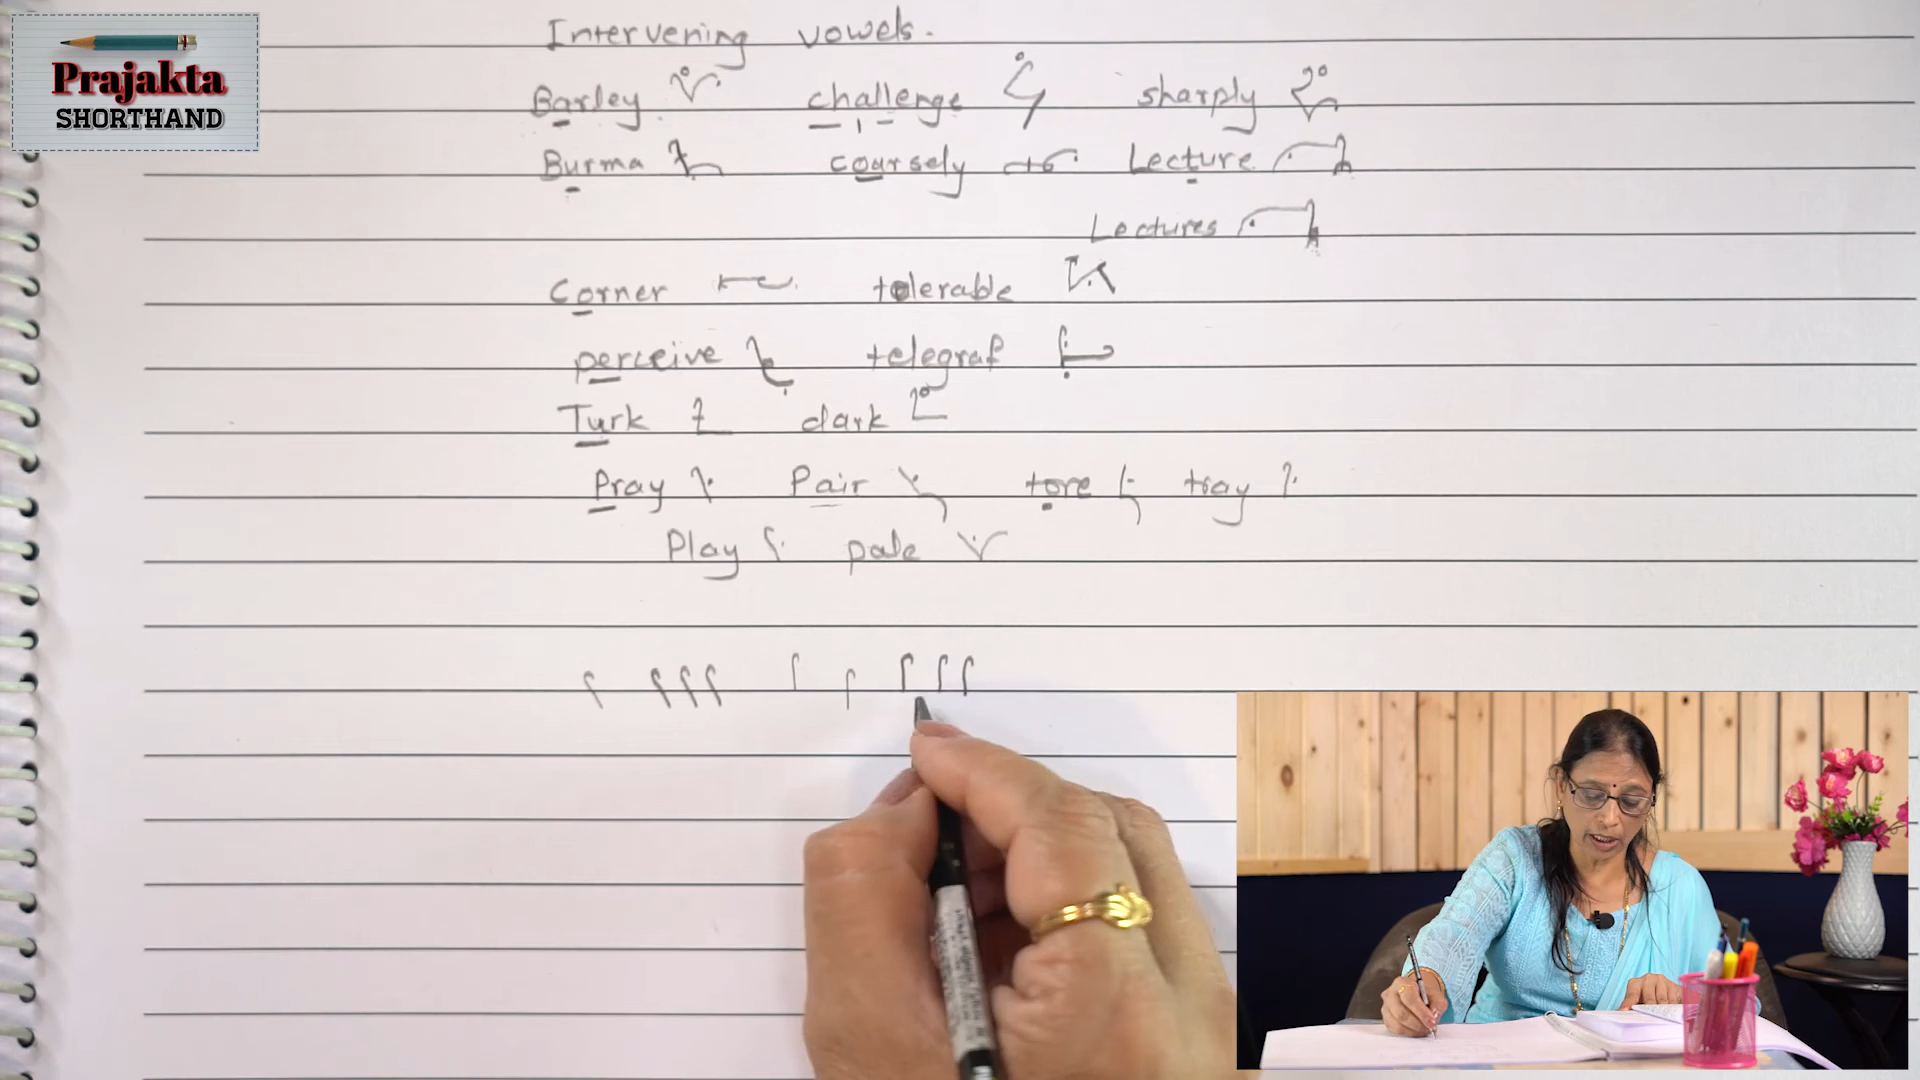 Prajakta
SHORTHAND
Intervening vowels.
Barley challenge sharply
Burma coarsely Lecture
Lectures
Corner tolerable
perceive telegraf
Turk dark
Pray Pair tore tray
Play pale